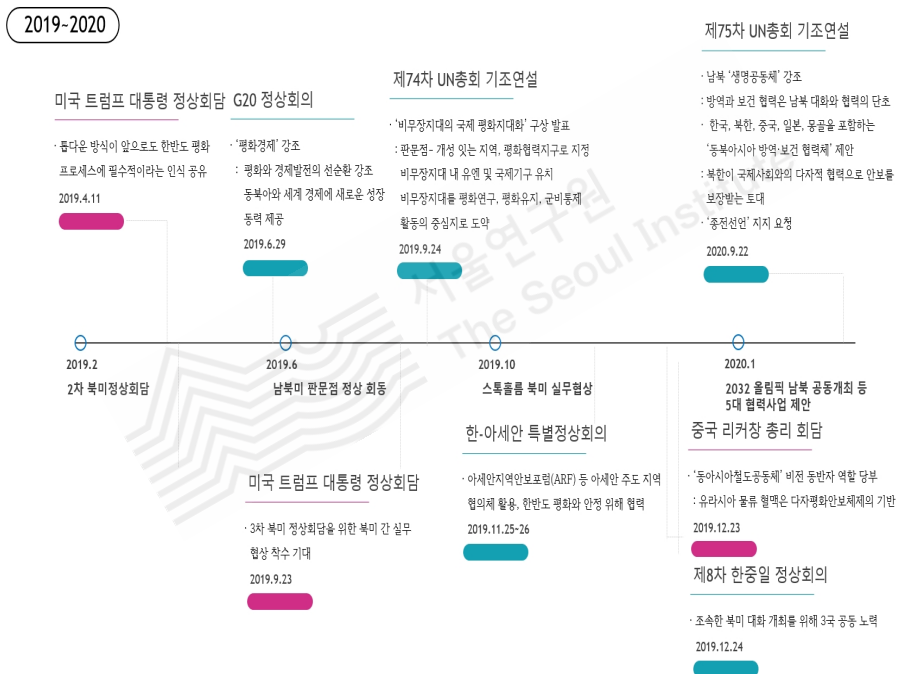 2019~2020
미국 트럼프 대통령 정상회담
· 톱다운 방식이 앞으로도 한반도 평화
프로세스에 필수적이라는 인식 공유
2019.4.11
G20 정상회의
· ‘평화경제’ 강조
: 평화와 경제발전의 선순환 강조
동북아와 세계 경제에 새로운 성장
동력 제공
2019.6.29
제74차 UN총회 기조연설
· ‘비무장지대의 국제 평화지대화’ 구상 발표
: 판문점- 개성 잇는 지역, 평화협력지구로 지정
비무장지대 내 유엔 및 국제기구 유치
비무장지대를 평화연구, 평화유지, 군비통제
활동의 중심지로 도약
2019.9.24
제75차 UN총회 기조연설
· 남북 ‘생명공동체’ 강조
: 방역과 보건 협력은 남북 대화와 협력의 단초
· 한국, 북한, 중국, 일본, 몽골을 포함하는
‘동북아시아 방역·보건 협력체’ 제안
: 북한이 국제사회와의 다자적 협력으로 안보를
보장받는 토대
· ‘종전선언’ 지지 요청
2020.9.22
서울연구원
The Seoul Institute
2019.2
2차 북미정상회담
2019.6
남북미 판문점 정상 회동
2019.10
스톡홀름 북미 실무협상
2020.1
2032 올림픽 남북 공동개최 등
5대 협력사업 제안
미국 트럼프 대통령 정상회담
· 3차 북미 정상회담을 위한 북미 간 실무
협상 착수 기대
2019.9.23
한-아세안 특별정상회의
· 아세안지역안보포럼(ARF) 등 아세안 주도 지역
협의체 활용, 한반도 평화와 안정 위해 협력
2019.11.25~26
중국 리커창 총리 회담
· ‘동아시아철도공동체’ 비전 동반자 역할 당부
: 유라시아 물류 혈맥은 다자평화안보체제의 기반
2019.12.23
제8차 한중일 정상회의
· 조속한 북미 대화 개최를 위해 3국 공동 노력
2019.12.24